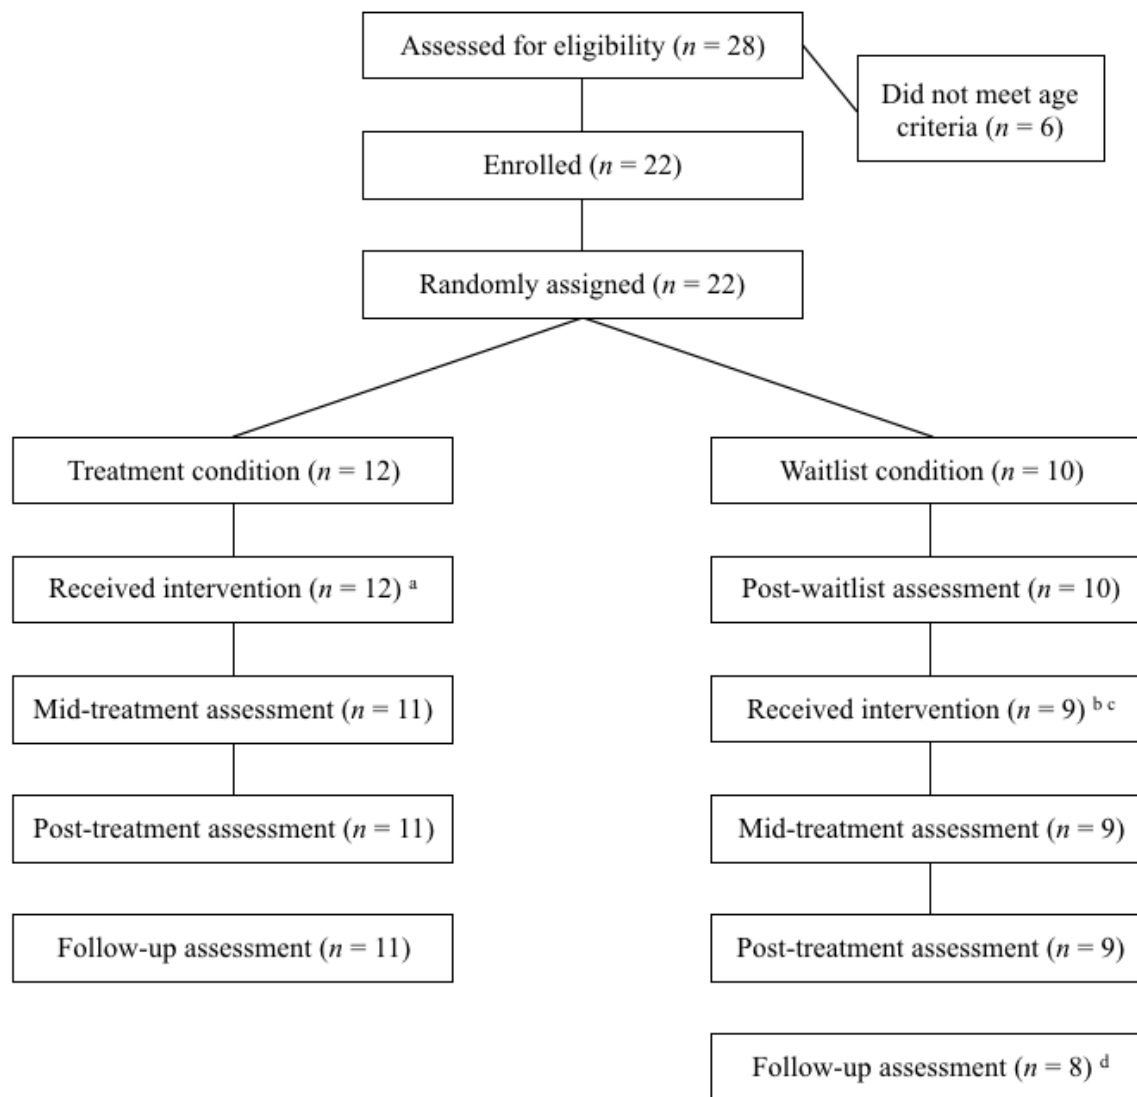 Assessed for eligibility (n = 28)
Did not meet age
criteria (n = 6)
Enrolled (n = 22)
Randomly assigned (n = 22)
Treatment condition (n = 12)
Received intervention (n = 12) a
Mid-treatment assessment (n = 11)
Post-treatment assessment (n = 11)
Follow-up assessment (n = 11)
Waitlist condition (n = 10)
Post-waitlist assessment (n = 10)
Received intervention (n = 9) b c
Mid-treatment assessment (n = 9)
Post-treatment assessment (n = 9)
Follow-up assessment (n = 8) d